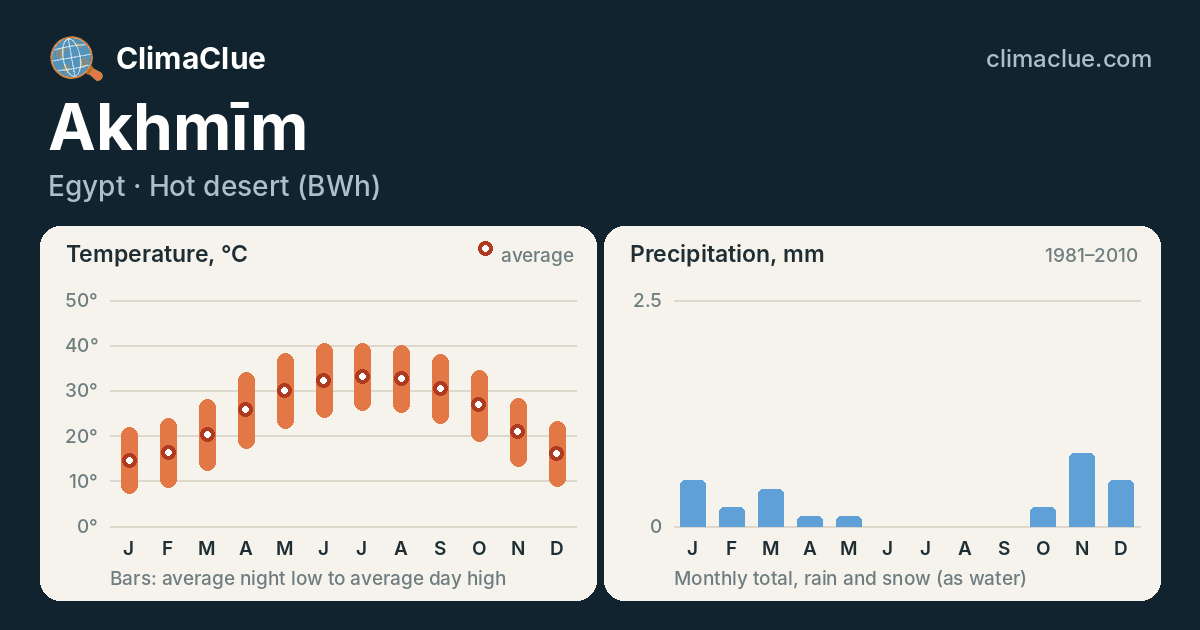 ClimaClue
climaclue.com
Akhmīm
Egypt · Hot desert (BWh)
Temperature, °C
average
50°
40°
30°
20°
10°
0°
J F M A M J J A S O N D
Bars: average night low to average day high
Precipitation, mm
1981–2010
2.5
0
J F M A M J J A S O N D
Monthly total, rain and snow (as water)